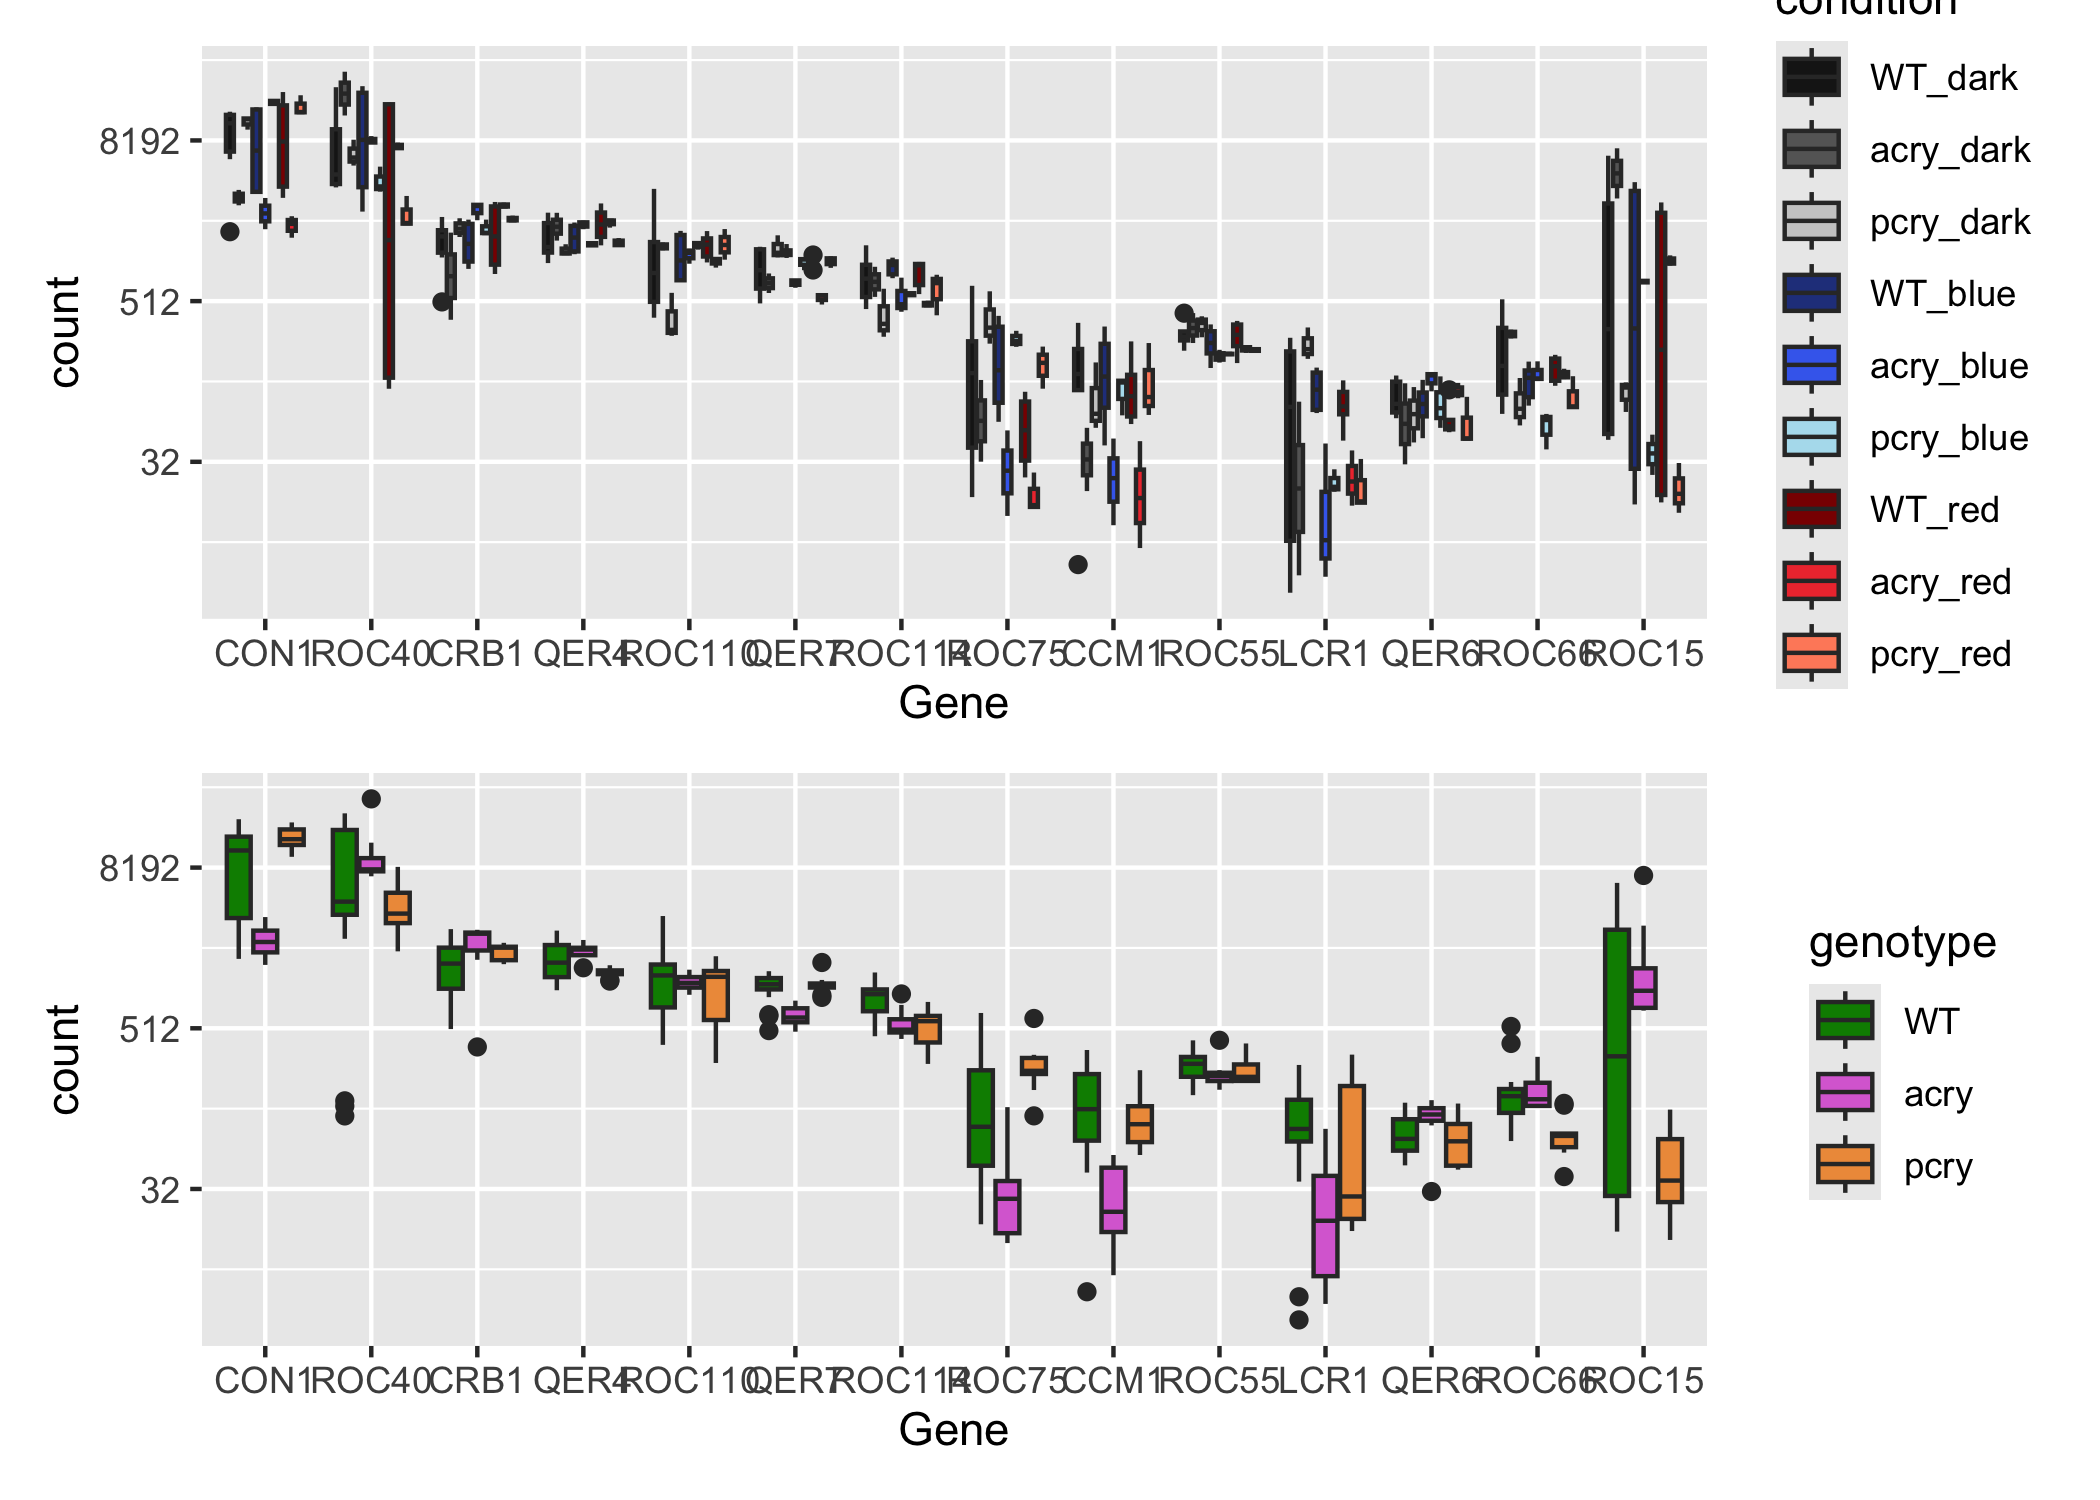 condition
8192
512
32
count
CON1 ROC40 CRB1 QER4 ROC110 QER7 ROC114 ROC75 CCM1 ROC55 LCR1 QER6 ROC66 ROC15
Gene
WT_dark
acry_dark
pcry_dark
WT_blue
acry_blue
pcry_blue
WT_red
acry_red
pcry_red
8192
512
32
count
CON1 ROC40 CRB1 QER4 ROC110 QER7 ROC114 ROC75 CCM1 ROC55 LCR1 QER6 ROC66 ROC15
Gene
genotype
WT
acry
pcry